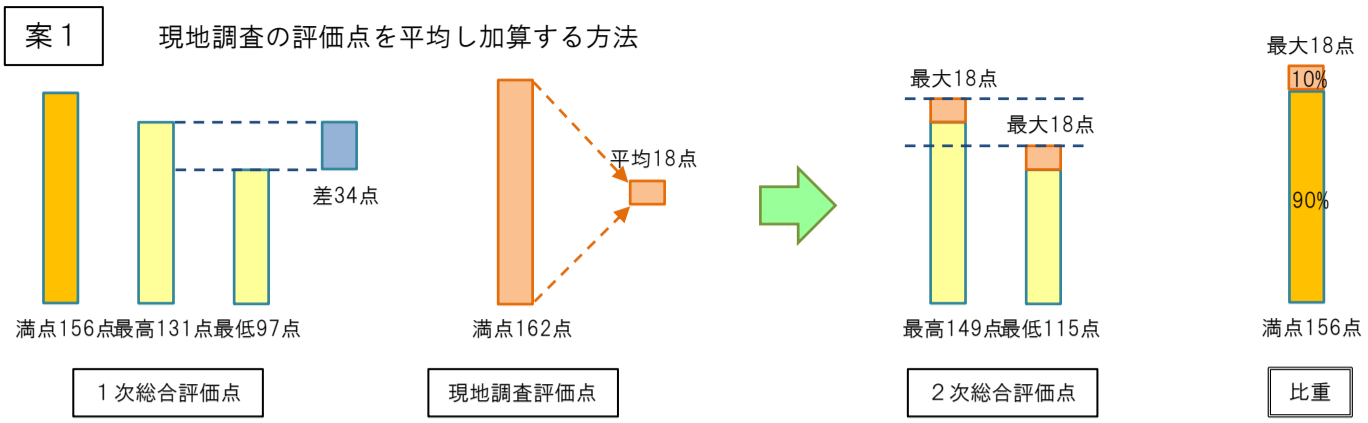 案１
現地調査の評価点を平均し加算する方法
差34点
満点156点
最高131点
最低97点
１次総合評価点
平均18点
満点162点
現地調査評価点
最大18点
最大18点
最高149点
最低115点
２次総合評価点
最大18点
10%
90%
満点156点
比重